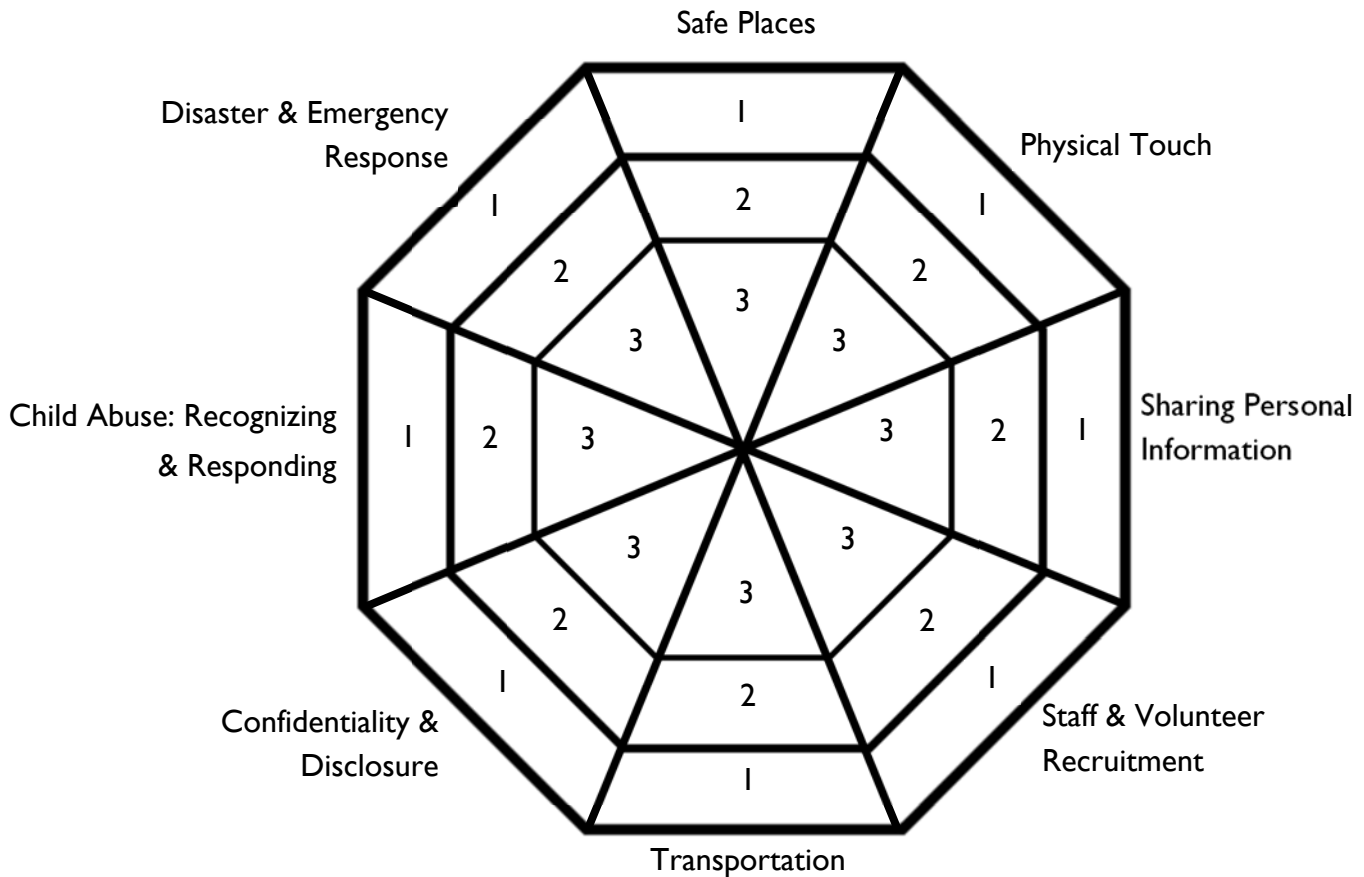 Safe Places
Disaster & Emergency
Response
Physical Touch
1
1
1
2
2
2
3
3
3
Child Abuse: Recognizing
& Responding
1
2
3
3
2
1
Sharing Personal
Information
3
3
3
2
2
2
1
1
1
Confidentiality &
Disclosure
Staff & Volunteer
Recruitment
Transportation